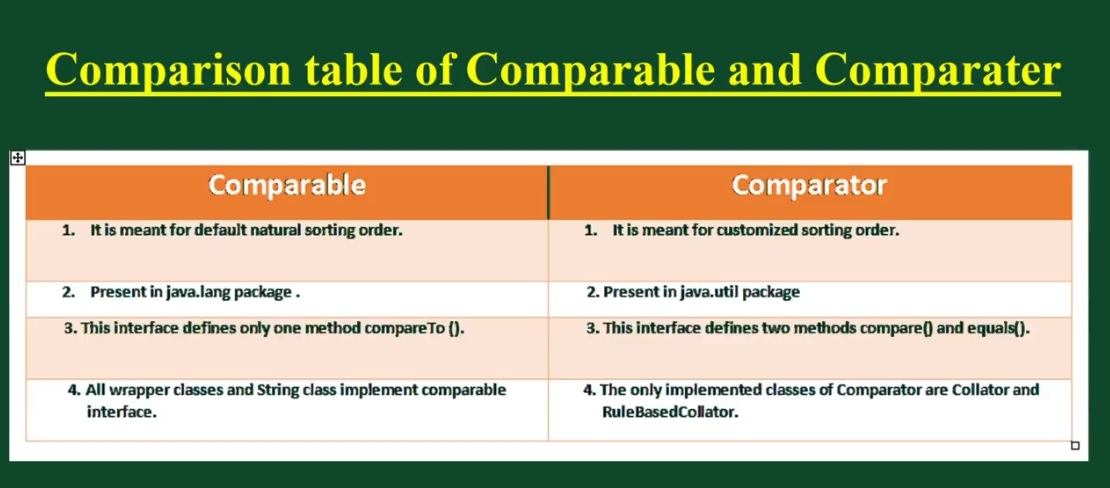 Comparison table of Comparable and Comparater
Comparable
Comparator
1. It is meant for default natural sorting order.
1. It is meant for customized sorting order.
2. Present in java.lang package .
2. Present in java.util package
3. This interface defines only one method compareTo ().
3. This interface defines two methods compare() and equals().
4. All wrapper classes and String class implement comparable
interface.
4. The only implemented classes of Comparator are Collator and
RuleBasedCollator.